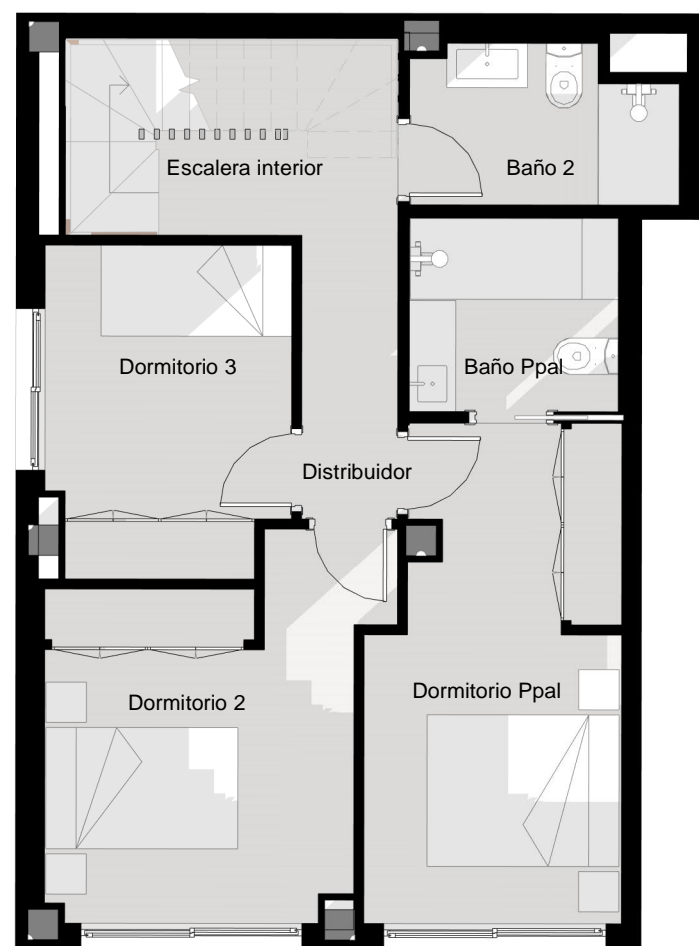 Escalera interior
Baño 2
Dormitorio 3
Baño Ppal
Distribuidor
Dormitorio 2
Dormitorio Ppal